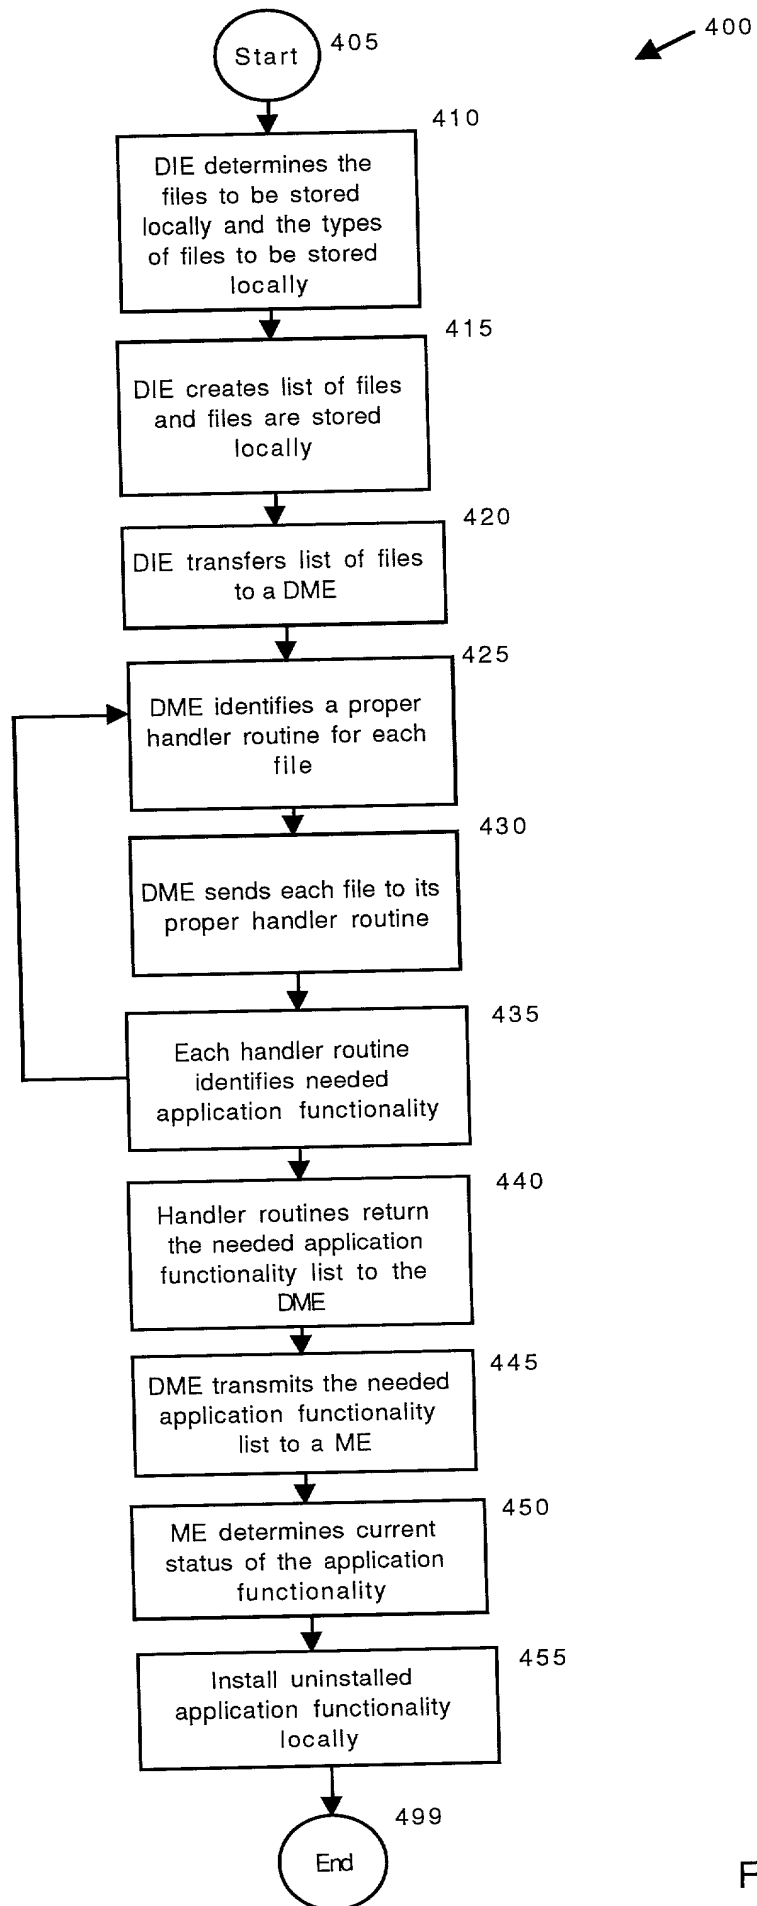 400
Start
405
410
DIE determines the
files to be stored
locally and the types
of files to be stored
locally
415
DIE creates list of files
and files are stored
locally
420
DIE transfers list of files
to a DME
425
DME identifies a proper
handler routine for each
file
430
DME sends each file to its
proper handler routine
435
Each handler routine
identifies needed
application functionality
440
Handler routines return
the needed application
functionality list to the
DME
445
DME transmits the needed
application functionality
list to a ME
450
ME determines current
status of the application
functionality
455
Install uninstalled
application functionality
locally
499
End
F